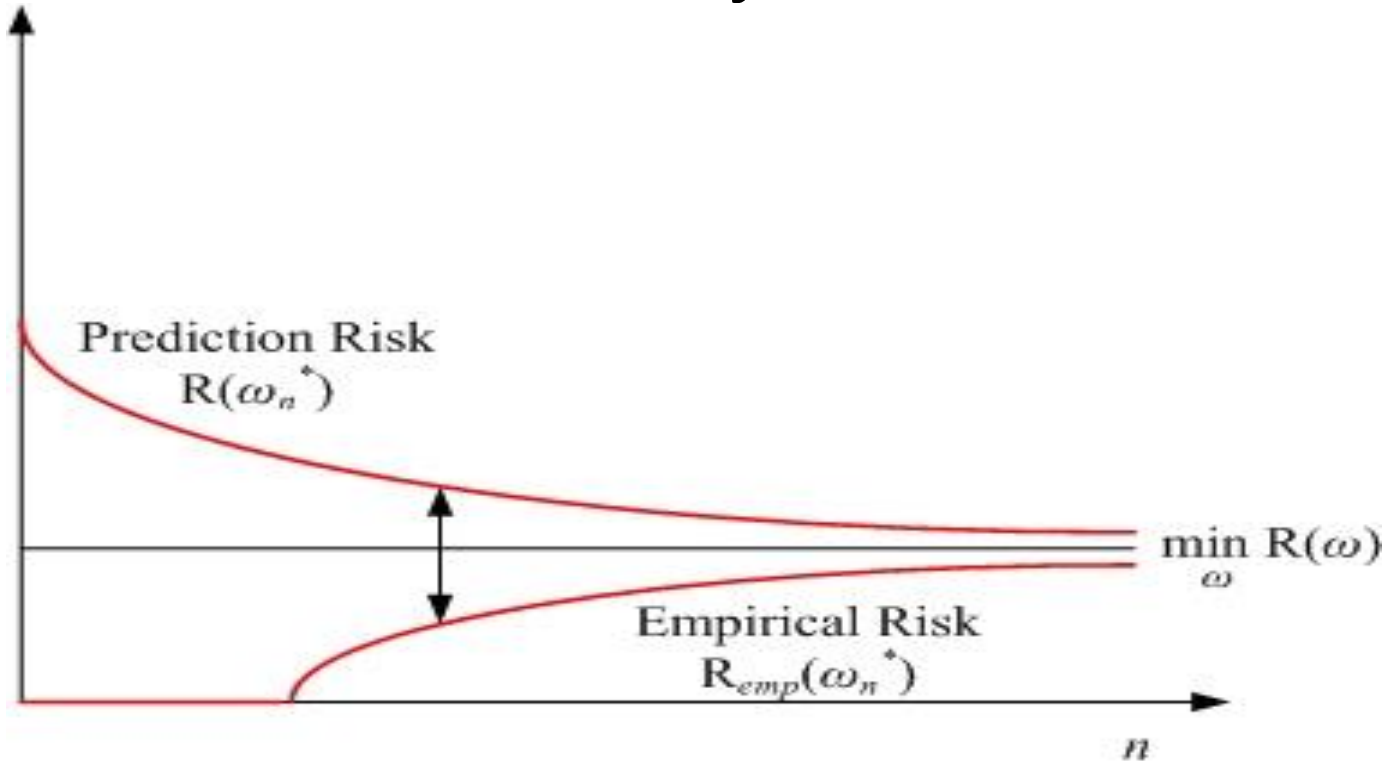 Prediction Risk
R(ωₙ*)
min R(ω)
ω
Empirical Risk
Rₑₘₚ(ωₙ*)
n